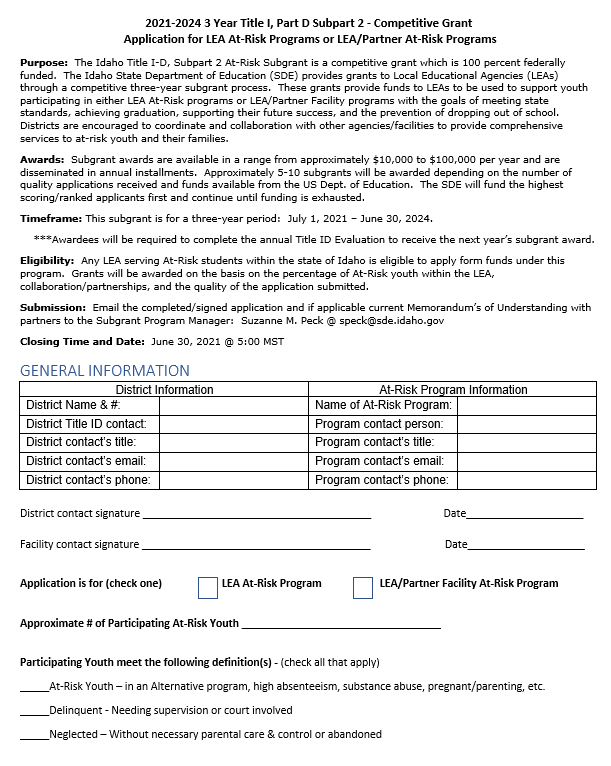 2021-2024 3 Year Title I, Part D Subpart 2 - Competitive Grant
Application for LEA At-Risk Programs or LEA/Partner At-Risk Programs
Purpose: The Idaho Title I-D, Subpart 2 At-Risk Subgrant is a competitive grant which is 100 percent federally
funded. The Idaho State Department of Education (SDE) provides grants to Local Educational Agencies (LEAs)
through a competitive three-year subgrant process. These grants provide funds to LEAs to be used to support youth
participating in either LEA At-Risk programs or LEA/Partner Facility programs with the goals of meeting state
standards, achieving graduation, supporting their future success, and the prevention of dropping out of school.
Districts are encouraged to coordinate and collaboration with other agencies/facilities to provide comprehensive
services to at-risk youth and their families.
Awards: Subgrant awards are available in a range from approximately $10,000 to $100,000 per year and are
disseminated in annual installments. Approximately 5-10 subgrants will be awarded depending on the number of
quality applications received and funds available from the US Dept. of Education. The SDE will fund the highest
scoring/ranked applicants first and continue until funding is exhausted.
Timeframe: This subgrant is for a three-year period: July 1, 2021 – June 30, 2024.
***Awardees will be required to complete the annual Title ID Evaluation to receive the next year's subgrant award.
Eligibility: Any LEA serving At-Risk students within the state of Idaho is eligible to apply form funds under this
program. Grants will be awarded on the basis on the percentage of At-Risk youth within the LEA,
collaboration/partnerships, and the quality of the application submitted.
Submission: Email the completed/signed application and if applicable current Memorandum's of Understanding with
partners to the Subgrant Program Manager: Suzanne M. Peck @ speck@sde.idaho.gov
Closing Time and Date: June 30, 2021 @ 5:00 MST
GENERAL INFORMATION
District Information At-Risk Program Information
District Name & #: Name of At-Risk Program:
District Title ID contact: Program contact person:
District contact's title: Program contact's title:
District contact's email: Program contact's email:
District contact's phone: Program contact's phone:
District contact signature ______ Date______
Facility contact signature ______ Date______
Application is for (check one) LEA At-Risk Program LEA/Partner Facility At-Risk Program
Approximate # of Participating At-Risk Youth ______
Participating Youth meet the following definition(s) - (check all that apply)
_____At-Risk Youth – in an Alternative program, high absenteeism, substance abuse, pregnant/parenting, etc.
_____Delinquent - Needing supervision or court involved
_____Neglected – Without necessary parental care & control or abandoned